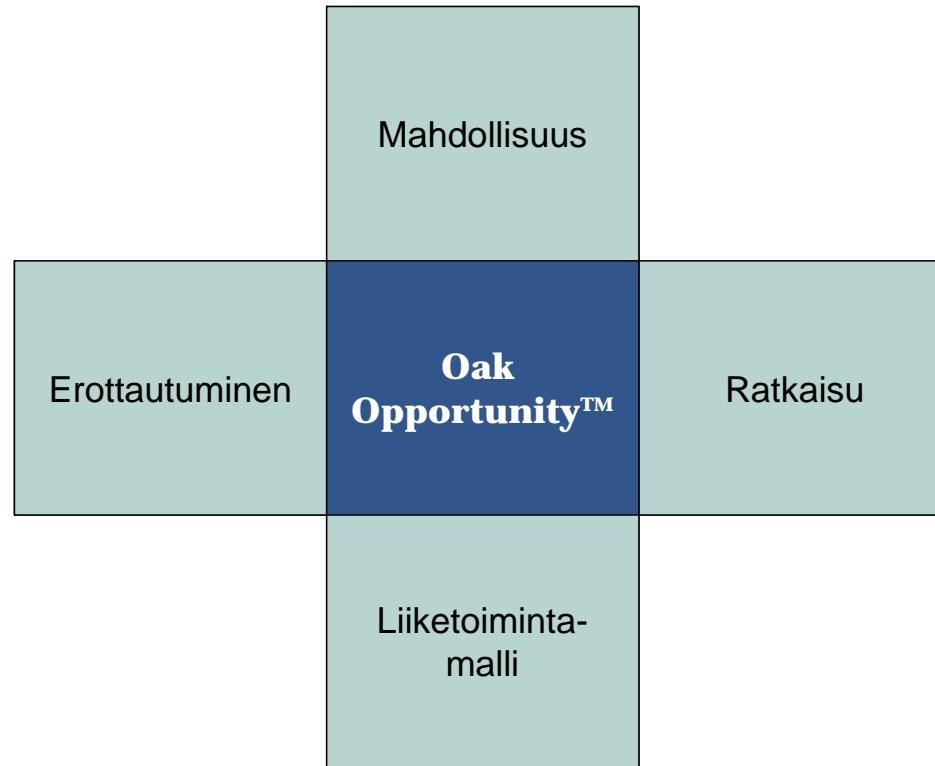 Mahdollisuus
Erottautuminen
Oak
Opportunity™
Ratkaisu
Liiketoiminta-
malli